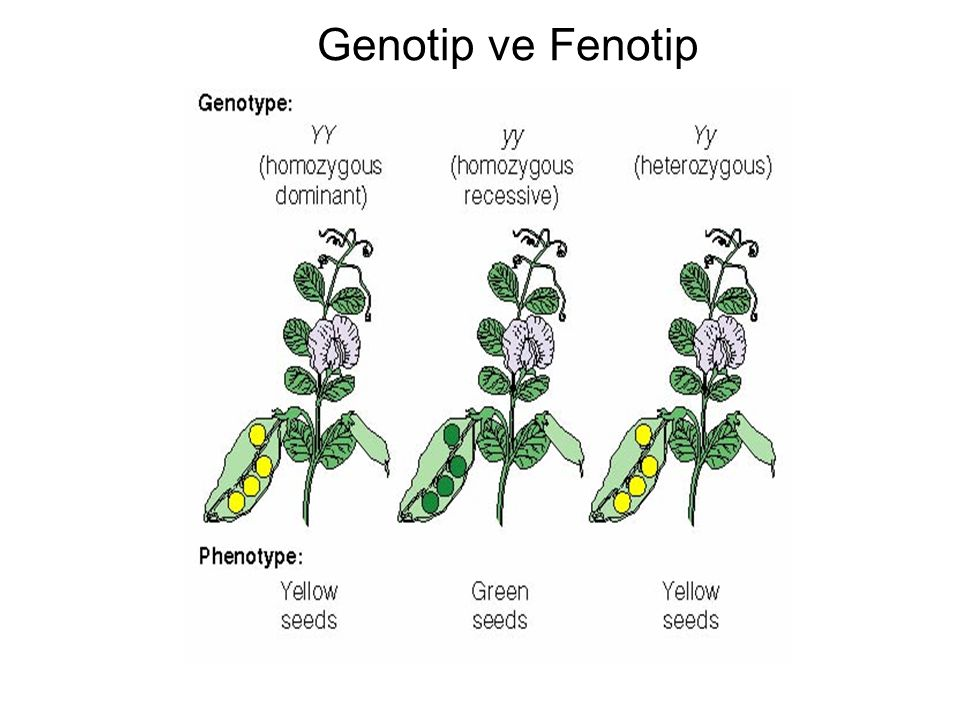 Genotip ve Fenotip
Genotype:
YY yy Yy
(homozygous (homozygous (heterozygous)
dominant) recessive)
Phenotype:
Yellow Green Yellow
seeds seeds seeds